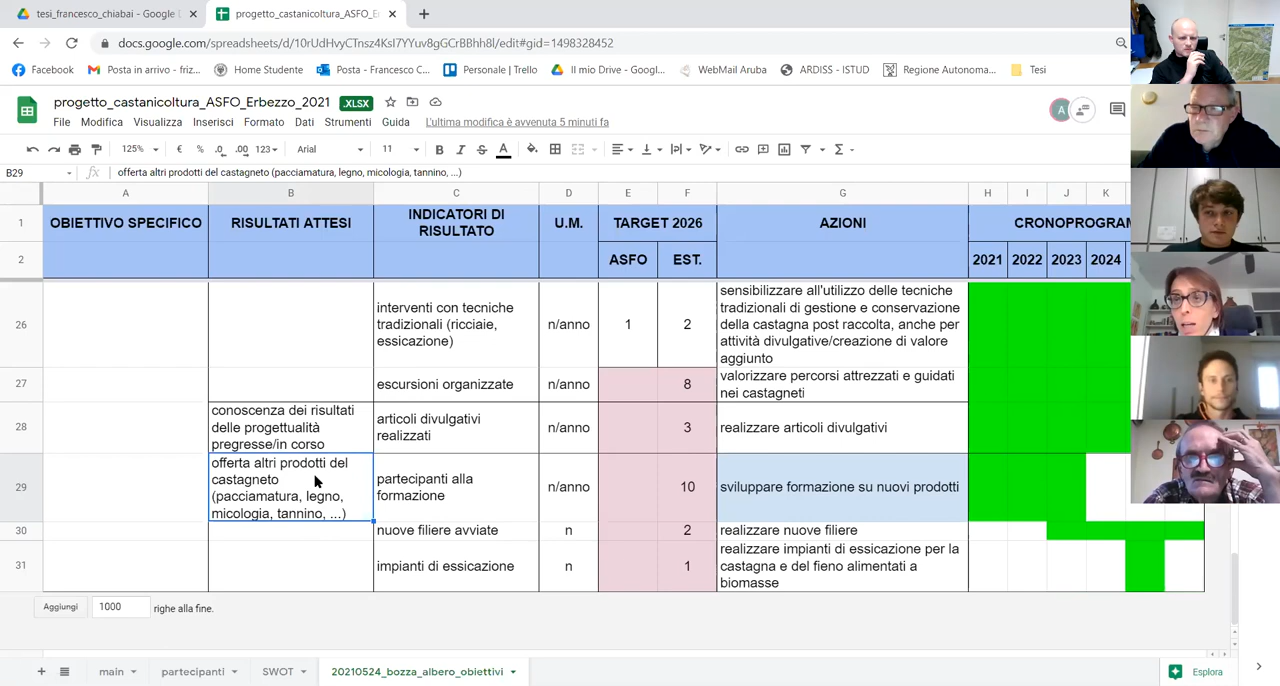 tesi_francesco_chiabai - Google
progetto_castanicoltura_ASFO_Er
docs.google.com/spreadsheets/d/10rUdHvyCTnsz4KsI7YYuv8gGCrBBhh8l/edit#gid=1498328452
Facebook
Posta in arrivo - friz...
Home Studente
Posta - Francesco C...
Personale | Trello
Il mio Drive - Googl...
WebMail Aruba
ARDISS - ISTUD
Regione Autonoma...
Tesi
progetto_castanicoltura_ASFO_Erbezzo_2021 .XLSX
File Modifica Visualizza Inserisci Formato Dati Strumenti Guida L'ultima modifica è avvenuta 5 minuti fa
A
125% € % .0 .00 123 Arial 11 B I S A
B29 fx offerta altri prodotti del castagneto (pacciamatura, legno, micologia, tannino, ...)
A B C D E F G H I J K
1 OBIETTIVO SPECIFICO RISULTATI ATTESI INDICATORI DI RISULTATO U.M. TARGET 2026 AZIONI CRONOPROGRAM
2 ASFO EST. 2021 2022 2023 2024
26
interventi con tecniche
tradizionali (ricciaie,
essicazione)
n/anno 1 2
sensibilizzare all'utilizzo delle tecniche
tradizionali di gestione e conservazione
della castagna post raccolta, anche per
attività divulgative/creazione di valore
aggiunto
27 escursioni organizzate n/anno 8
valorizzare percorsi attrezzati e guidati
nei castagneti
28
conoscenza dei risultati
delle progettualità
pregresse/in corso
articoli divulgativi
realizzati
n/anno 3 realizzare articoli divulgativi
29
offerta altri prodotti del
castagneto
(pacciamatura, legno,
micologia, tannino, ...)
partecipanti alla
formazione
n/anno 10 sviluppare formazione su nuovi prodotti
30 nuove filiere avviate n 2 realizzare nuove filiere
31 impianti di essicazione n 1
realizzare impianti di essicazione per la
castagna e del fieno alimentati a
biomasse
Aggiungi 1000 righe alla fine.
main partecipanti SWOT 20210524_bozza_albero_obiettivi Esplora